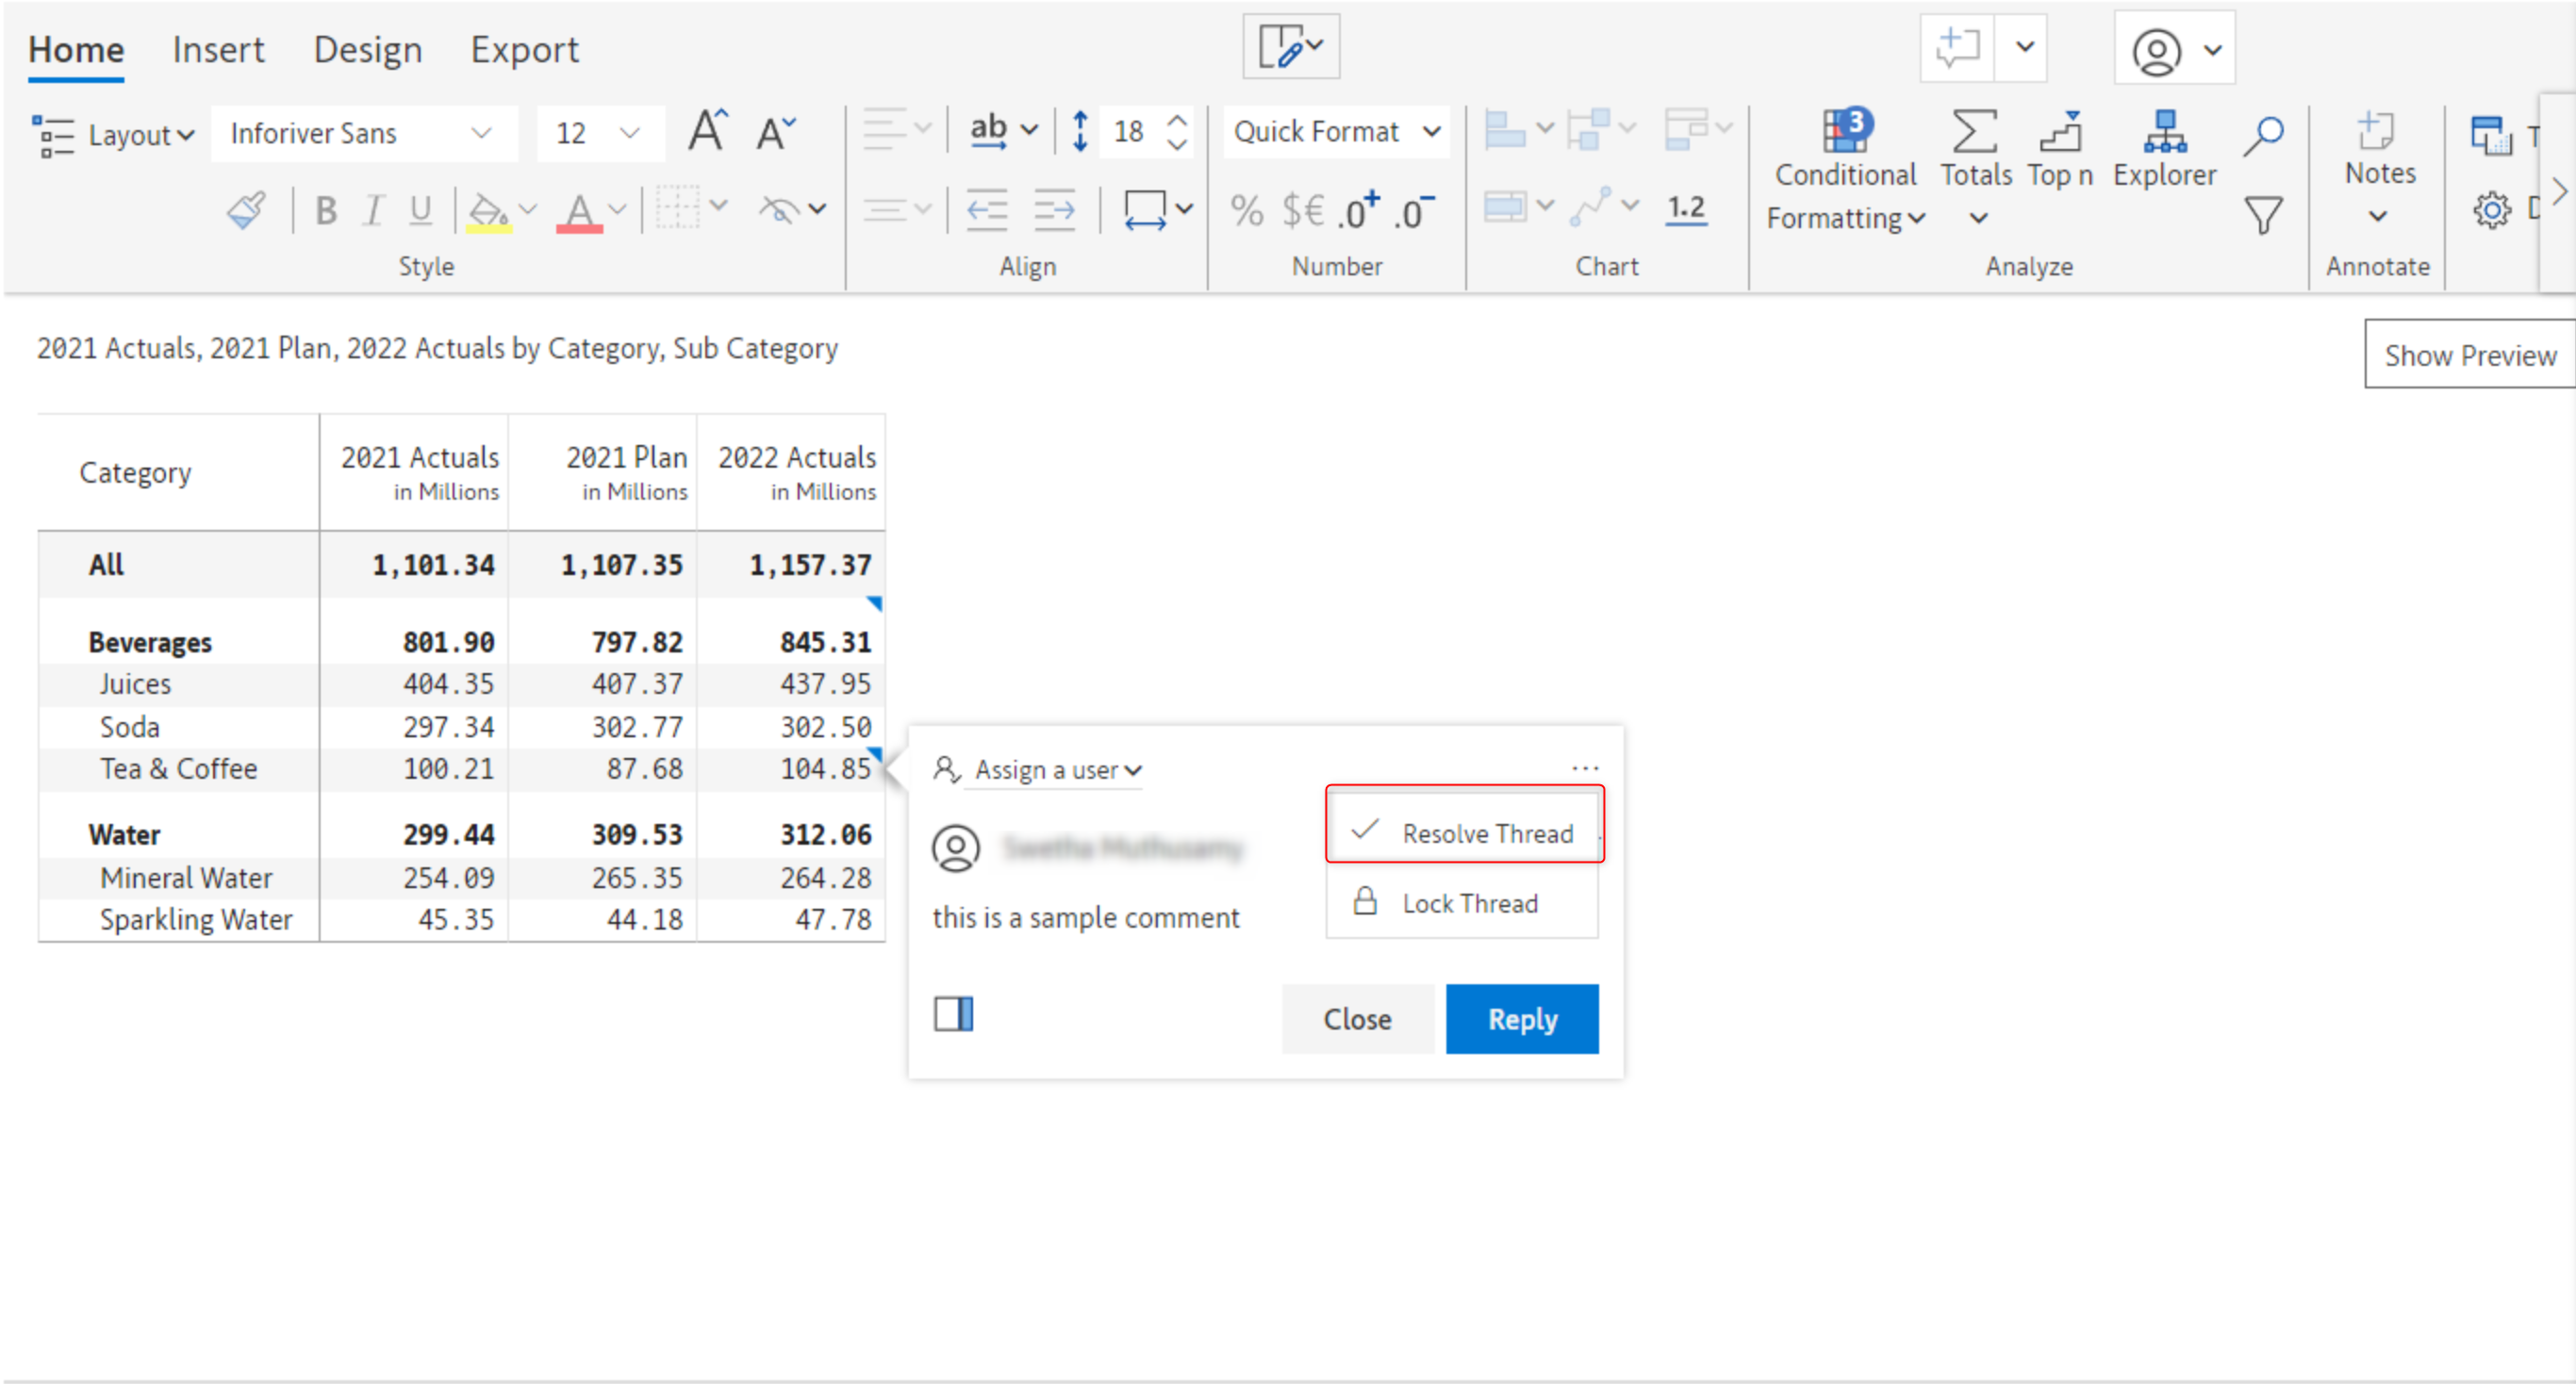 Home Insert Design Export
Layout Inforiver Sans 12 ab 18 Quick Format 3
Conditional Formatting Totals Top n Explorer Notes T
B I U A % $€ .0+ .0- 1.2 D
Style Align Number Chart Analyze Annotate
2021 Actuals, 2021 Plan, 2022 Actuals by Category, Sub Category
Show Preview
Category 2021 Actuals in Millions 2021 Plan in Millions 2022 Actuals in Millions
All 1,101.34 1,107.35 1,157.37
Beverages 801.90 797.82 845.31
Juices 404.35 407.37 437.95
Soda 297.34 302.77 302.50
Tea & Coffee 100.21 87.68 104.85
Water 299.44 309.53 312.06
Mineral Water 254.09 265.35 264.28
Sparkling Water 45.35 44.18 47.78
Assign a user ...
Resolve Thread
Lock Thread
this is a sample comment
Close Reply